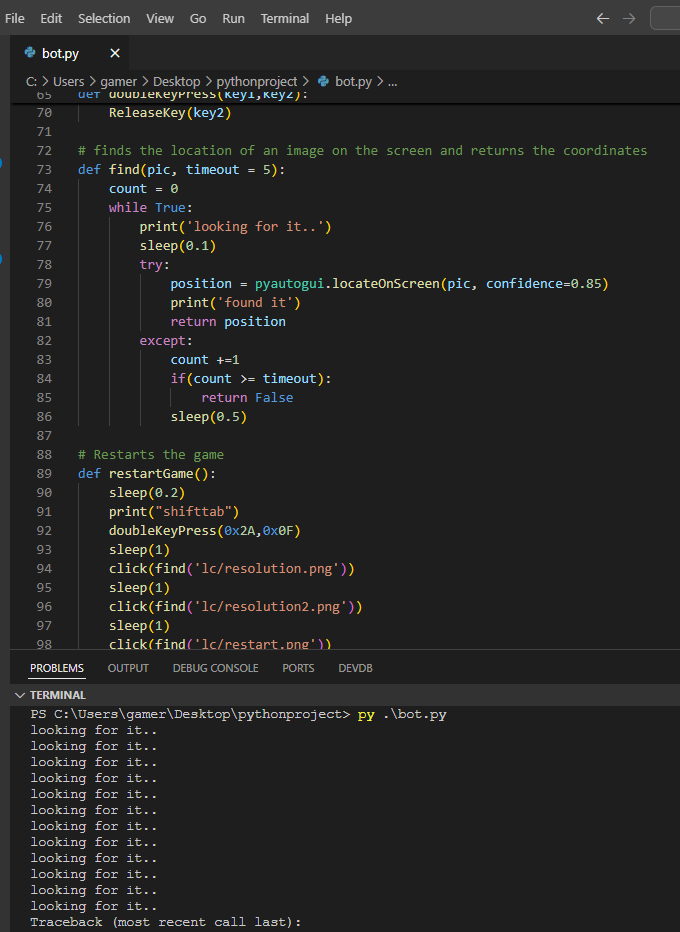 File Edit Selection View Go Run Terminal Help
bot.py
C: > Users > gamer > Desktop > pythonproject > bot.py > ...
65 def doubleKeyPress(key1,key2):
70 ReleaseKey(key2)
71
72 # finds the location of an image on the screen and returns the coordinates
73 def find(pic, timeout = 5):
74 count = 0
75 while True:
76 print('looking for it..')
77 sleep(0.1)
78 try:
79 position = pyautogui.locateOnScreen(pic, confidence=0.85)
80 print('found it')
81 return position
82 except:
83 count +=1
84 if(count >= timeout):
85 return False
86 sleep(0.5)
87
88 # Restarts the game
89 def restartGame():
90 sleep(0.2)
91 print("shifttab")
92 doubleKeyPress(0x2A,0x0F)
93 sleep(1)
94 click(find('lc/resolution.png'))
95 sleep(1)
96 click(find('lc/resolution2.png'))
97 sleep(1)
98 click(find('lc/restart.png'))
PROBLEMS OUTPUT DEBUG CONSOLE PORTS DEVDB
TERMINAL
PS C:\Users\gamer\Desktop\pythonproject> py .\bot.py
looking for it..
looking for it..
looking for it..
looking for it..
looking for it..
looking for it..
looking for it..
looking for it..
looking for it..
looking for it..
looking for it..
looking for it..
Traceback (most recent call last):